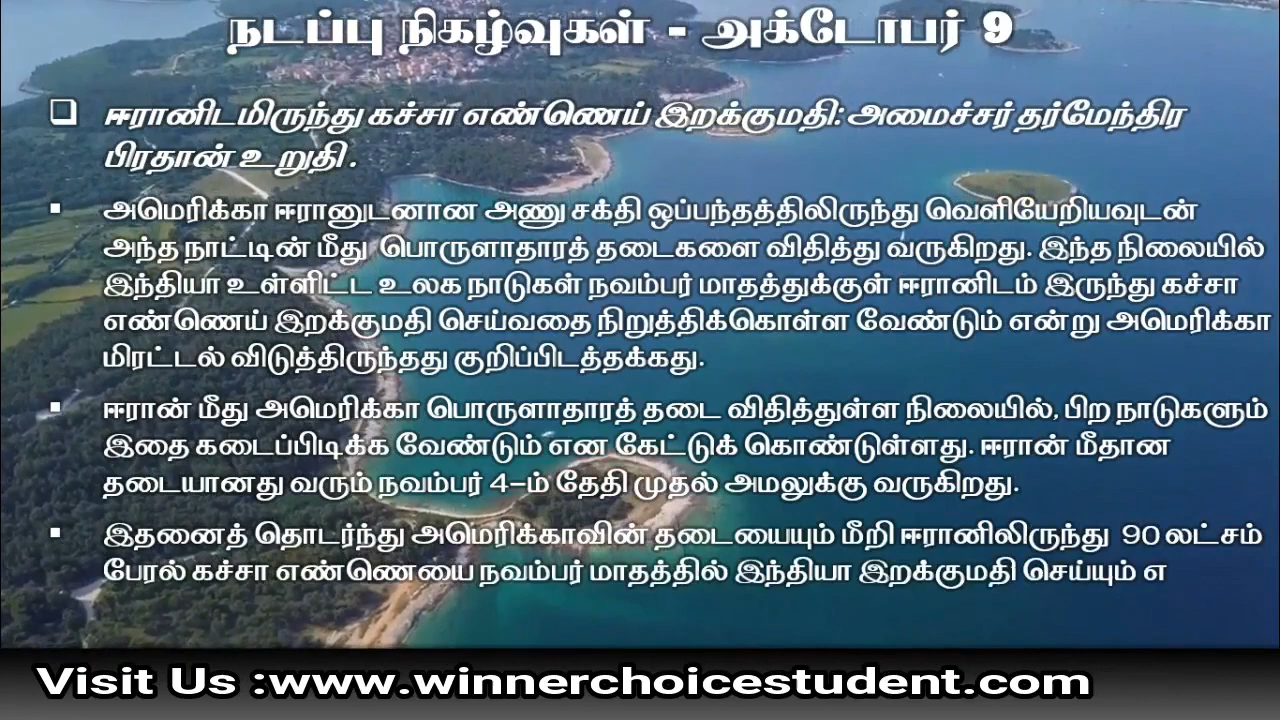 நடப்பு நிகழ்வுகள் - அக்டோபர் 9
❑ ஈரானிடமிருந்து கச்சா எண்ணெய் இறக்குமதி: அமைச்சர் தர்மேந்திர
பிரதான் உறுதி .
▪ அமெரிக்கா ஈரானுடனான அணு சக்தி ஒப்பந்தத்திலிருந்து வெளியேறியவுடன்
அந்த நாட்டின் மீது பொருளாதாரத் தடைகளை விதித்து வருகிறது. இந்த நிலையில்
இந்தியா உள்ளிட்ட உலக நாடுகள் நவம்பர் மாதத்துக்குள் ஈரானிடம் இருந்து கச்சா
எண்ணெய் இறக்குமதி செய்வதை நிறுத்திக்கொள்ள வேண்டும் என்று அமெரிக்கா
மிரட்டல் விடுத்திருந்தது குறிப்பிடத்தக்கது.
▪ ஈரான் மீது அமெரிக்கா பொருளாதாரத் தடை விதித்துள்ள நிலையில், பிற நாடுகளும்
இதை கடைப்பிடிக்க வேண்டும் என கேட்டுக் கொண்டுள்ளது. ஈரான் மீதான
தடையானது வரும் நவம்பர் 4-ம் தேதி முதல் அமலுக்கு வருகிறது.
▪ இதனைத் தொடர்ந்து அமெரிக்காவின் தடையையும் மீறி ஈரானிலிருந்து 90 லட்சம்
பேரல் கச்சா எண்ணெயை நவம்பர் மாதத்தில் இந்தியா இறக்குமதி செய்யும் எ
Visit Us :www.winnerchoicestudent.com